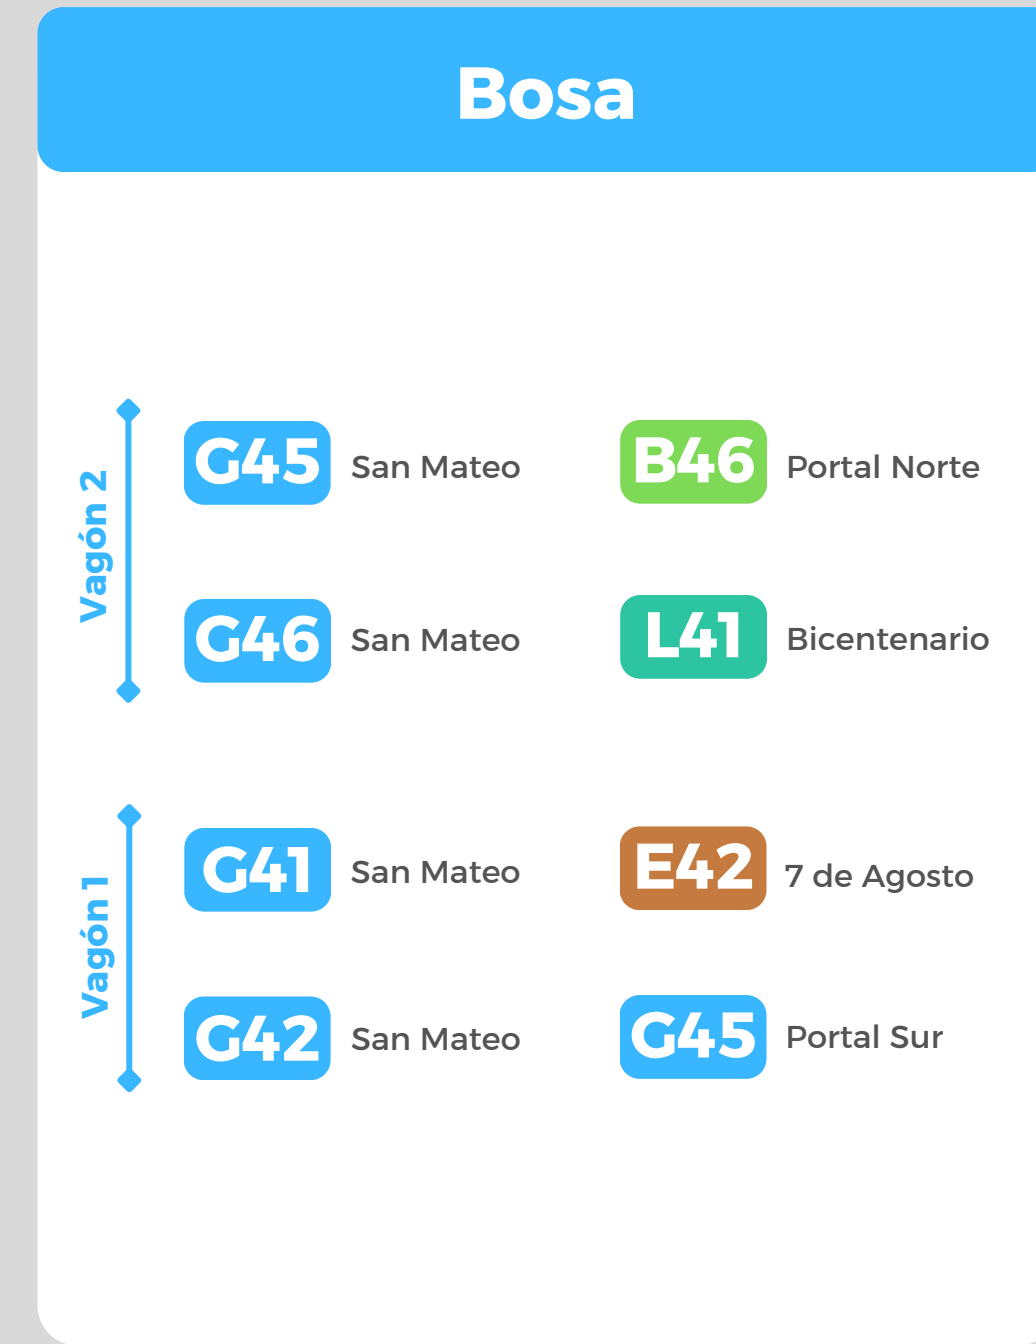 Bosa
Vagón 2
G45 San Mateo B46 Portal Norte
G46 San Mateo L41 Bicentenario
Vagón 1
G41 San Mateo E42 7 de Agosto
G42 San Mateo G45 Portal Sur